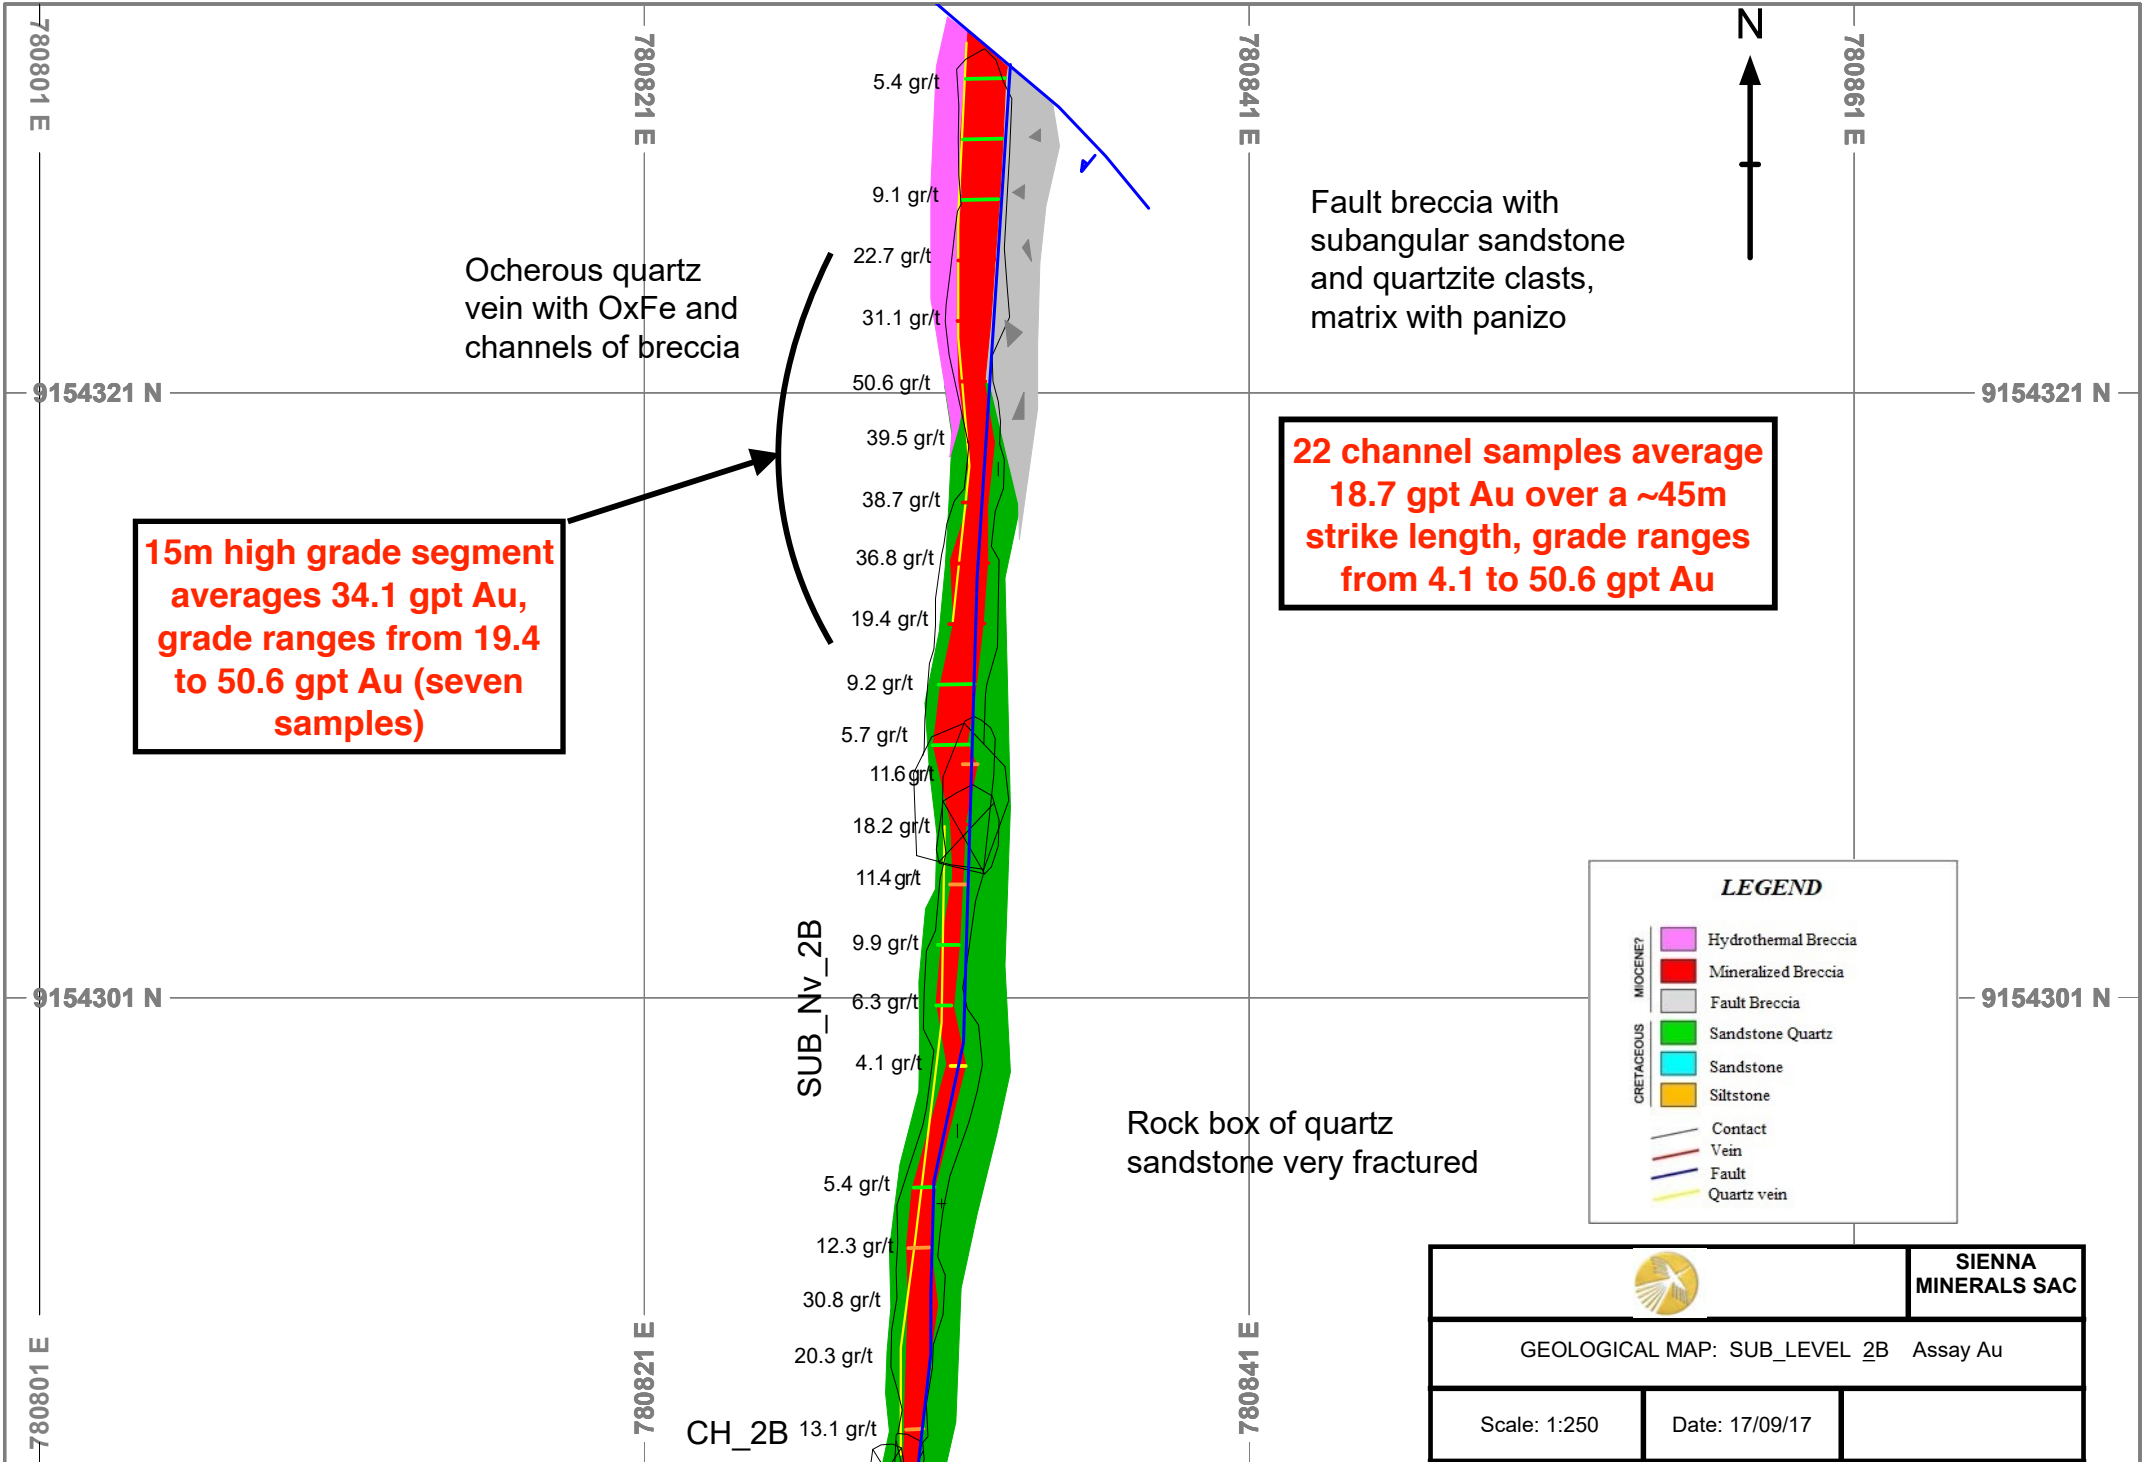 780801 E
780821 E
780841 E
780861 E
N
5.4 gr/t
9.1 gr/t
22.7 gr/t
31.1 gr/t
50.6 gr/t
39.5 gr/t
38.7 gr/t
36.8 gr/t
19.4 gr/t
9.2 gr/t
5.7 gr/t
11.6 gr/t
18.2 gr/t
11.4 gr/t
9.9 gr/t
6.3 gr/t
4.1 gr/t
5.4 gr/t
12.3 gr/t
30.8 gr/t
20.3 gr/t
13.1 gr/t
Ocherous quartz
vein with OxFe and
channels of breccia
Fault breccia with
subangular sandstone
and quartzite clasts,
matrix with panizo
9154321 N
9154321 N
15m high grade segment
averages 34.1 gpt Au,
grade ranges from 19.4
to 50.6 gpt Au (seven
samples)
22 channel samples average
18.7 gpt Au over a ~45m
strike length, grade ranges
from 4.1 to 50.6 gpt Au
SUB_Nv_2B
9154301 N
9154301 N
Rock box of quartz
sandstone very fractured
CH_2B
780801 E
780821 E
780841 E
LEGEND
MIOCENE?
Hydrothermal Breccia
Mineralized Breccia
Fault Breccia
CRETACEOUS
Sandstone Quartz
Sandstone
Siltstone
Contact
Vein
Fault
Quartz vein
SIENNA
MINERALS SAC
GEOLOGICAL MAP: SUB_LEVEL_2B Assay Au
Scale: 1:250
Date: 17/09/17